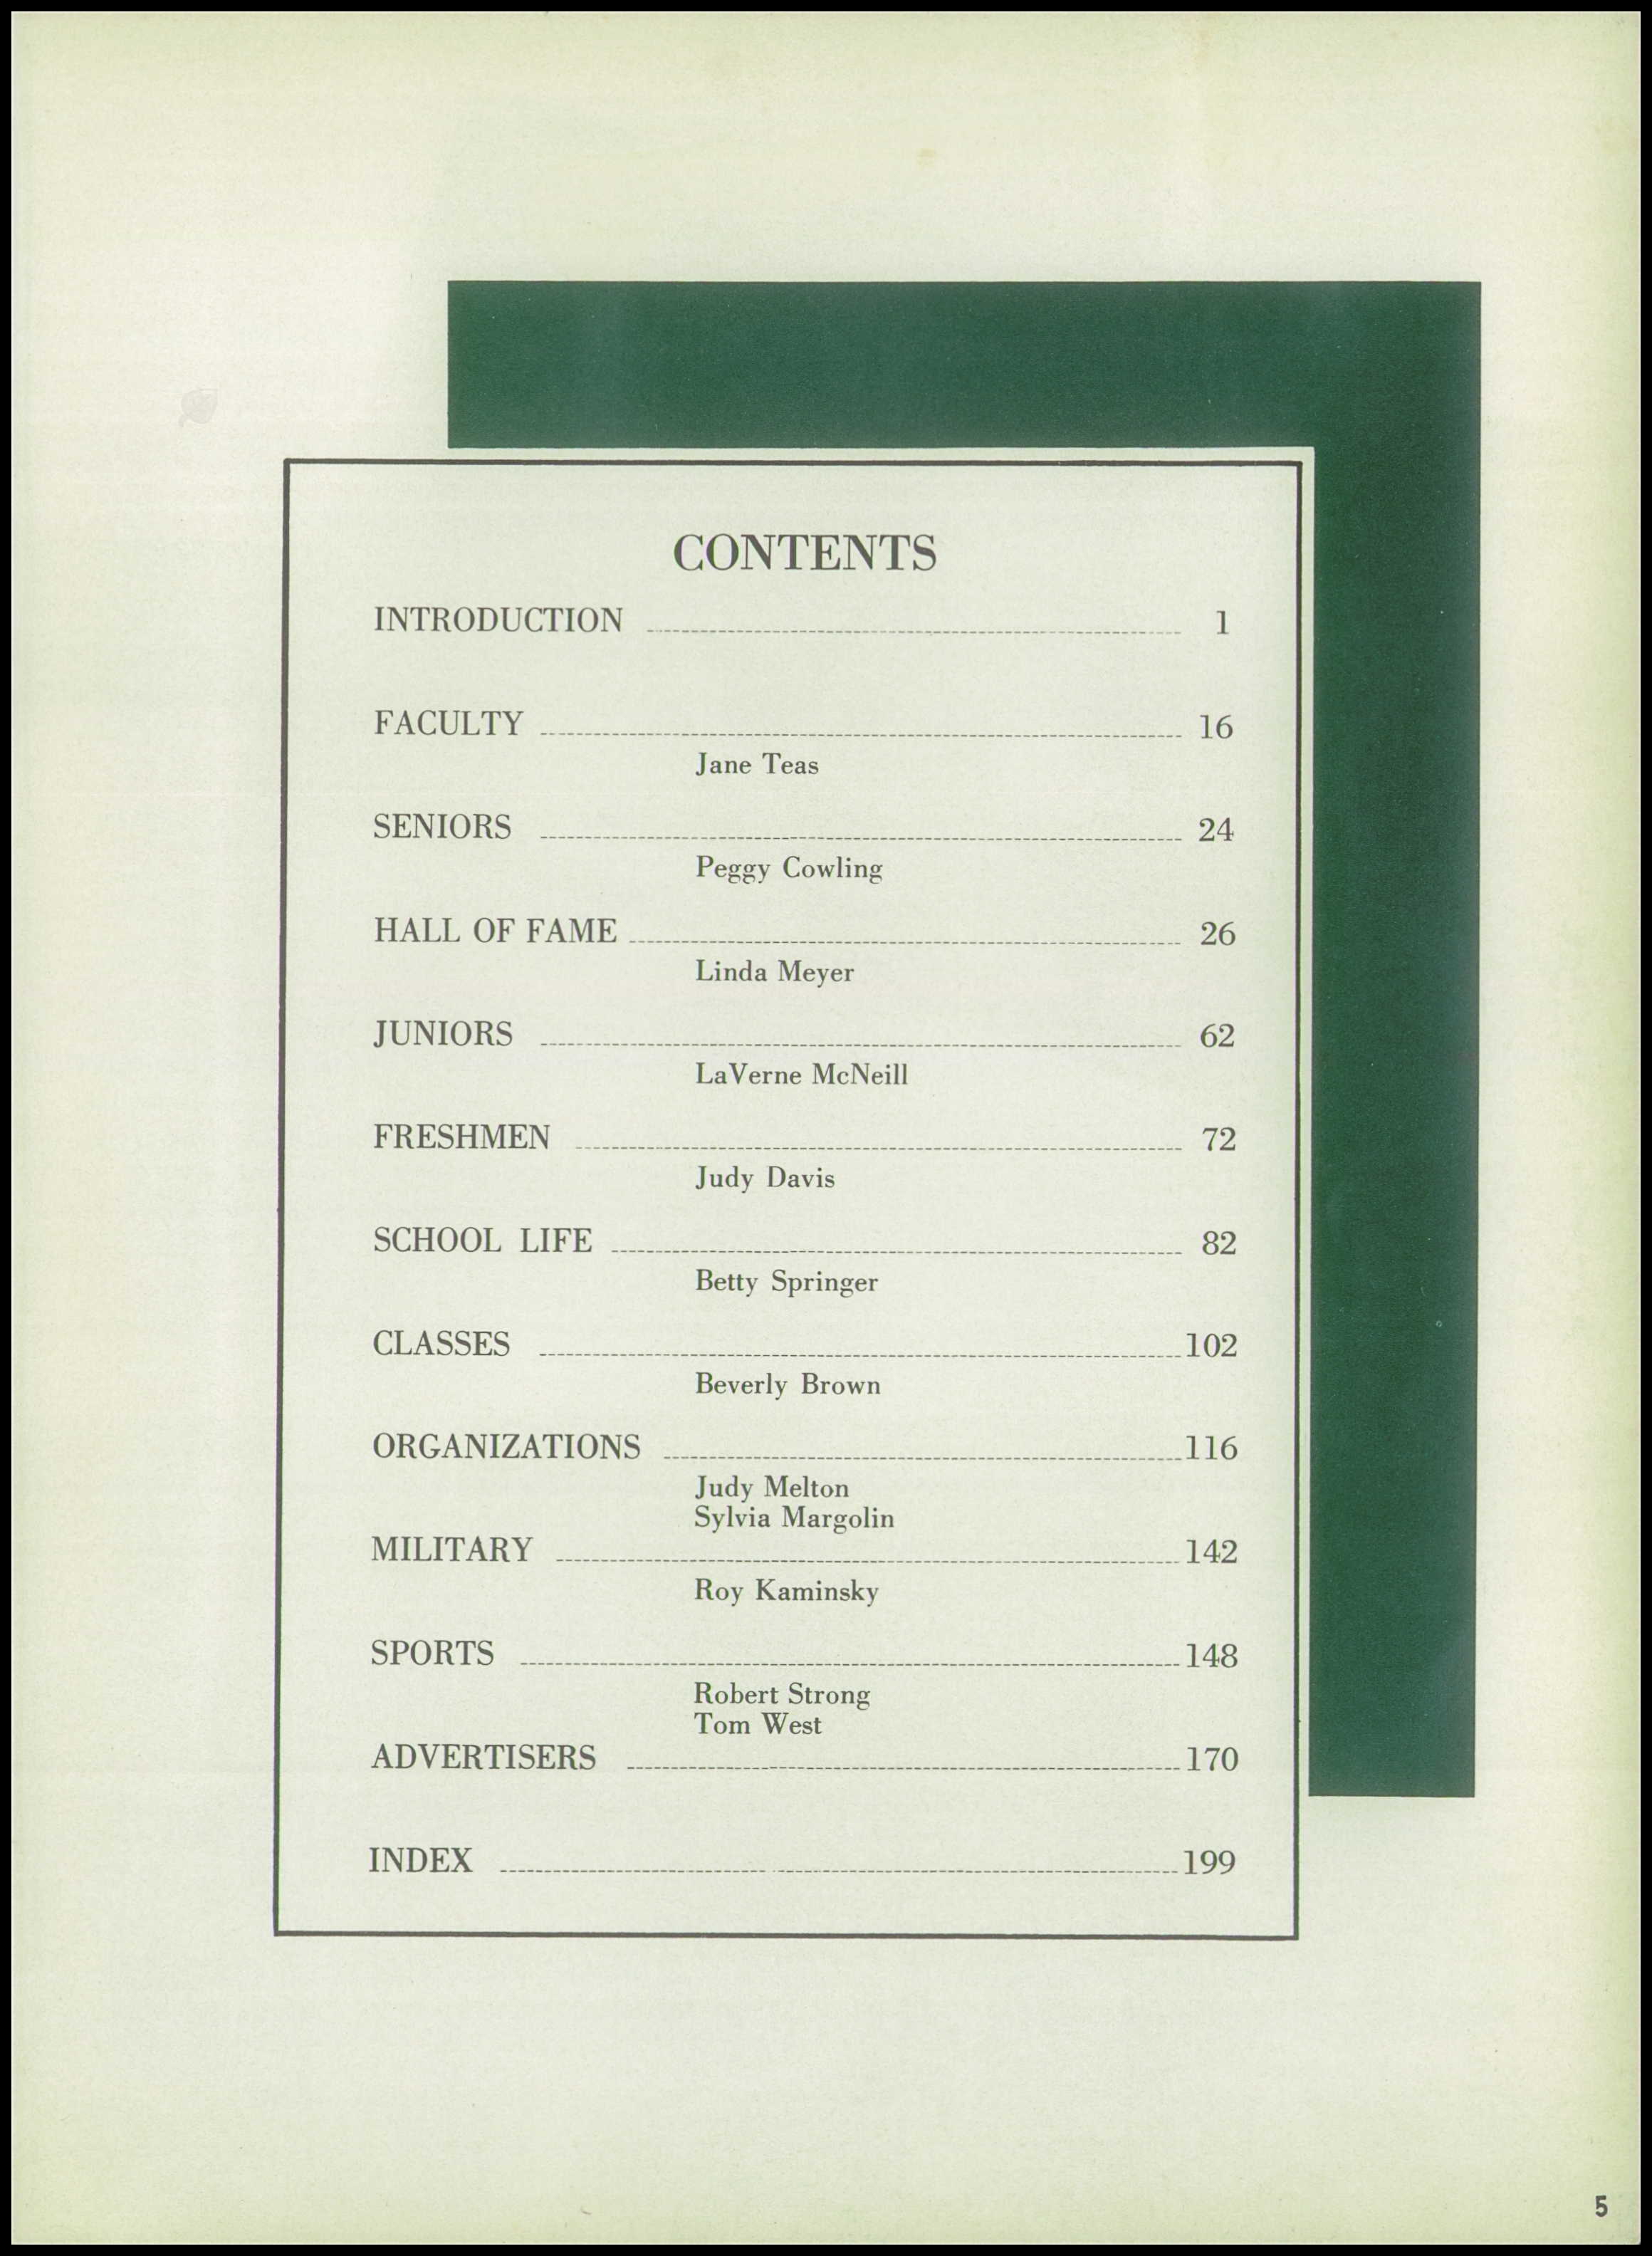 CONTENTS
INTRODUCTION 1
FACULTY 16
Jane Teas
SENIORS 24
Peggy Cowling
HALL OF FAME 26
Linda Meyer
JUNIORS 62
LaVerne McNeill
FRESHMEN 72
Judy Davis
SCHOOL LIFE 82
Betty Springer
CLASSES 102
Beverly Brown
ORGANIZATIONS 116
Judy Melton
Sylvia Margolin
MILITARY 142
Roy Kaminsky
SPORTS 148
Robert Strong
Tom West
ADVERTISERS 170
INDEX 199
5